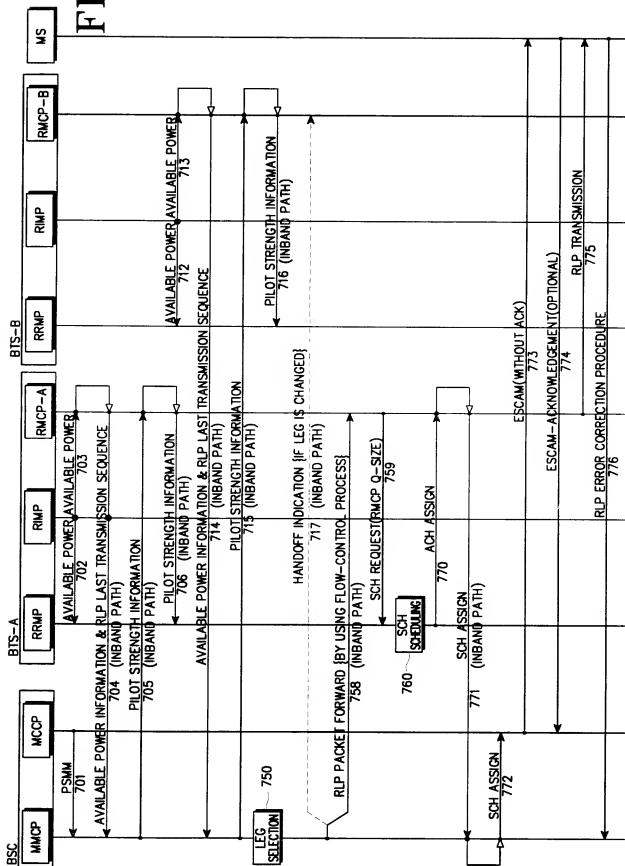 FI
BSC
MMCP
MCCP
BTS-A
RRMP
RIMP
RMCP-A
BTS-B
RRMP
RIMP
RMCP-B
MS
PSMM
701
AVAILABLE POWER
702
AVAILABLE POWER
703
AVAILABLE POWER INFORMATION & RLP LAST TRANSMISSION SEQUENCE
704 (INBAND PATH)
PILOT STRENGTH INFORMATION
705 (INBAND PATH)
PILOT STRENGTH INFORMATION
706 (INBAND PATH)
AVAILABLE POWER
712
AVAILABLE POWER
713
AVAILABLE POWER INFORMATION & RLP LAST TRANSMISSION SEQUENCE
714 (INBAND PATH)
PILOT STRENGTH INFORMATION
715 (INBAND PATH)
PILOT STRENGTH INFORMATION
716 (INBAND PATH)
LEG
SELECTION
750
HANDOFF INDICATION {IF LEG IS CHANGED}
717 (INBAND PATH)
RLP PACKET FORWARD {BY USING FLOW-CONTROL PROCESS}
758 (INBAND PATH)
SCH REQUEST(RMCP Q-SIZE)
759
SCH
SCHEDULING
760
ACH ASSIGN
770
SCH ASSIGN
771 (INBAND PATH)
SCH ASSIGN
772
ESCAM(WITHOUT ACK)
773
ESCAM-ACKNOWLEDGEMENT(OPTIONAL)
774
RLP TRANSMISSION
775
RLP ERROR CORRECTION PROCEDURE
776